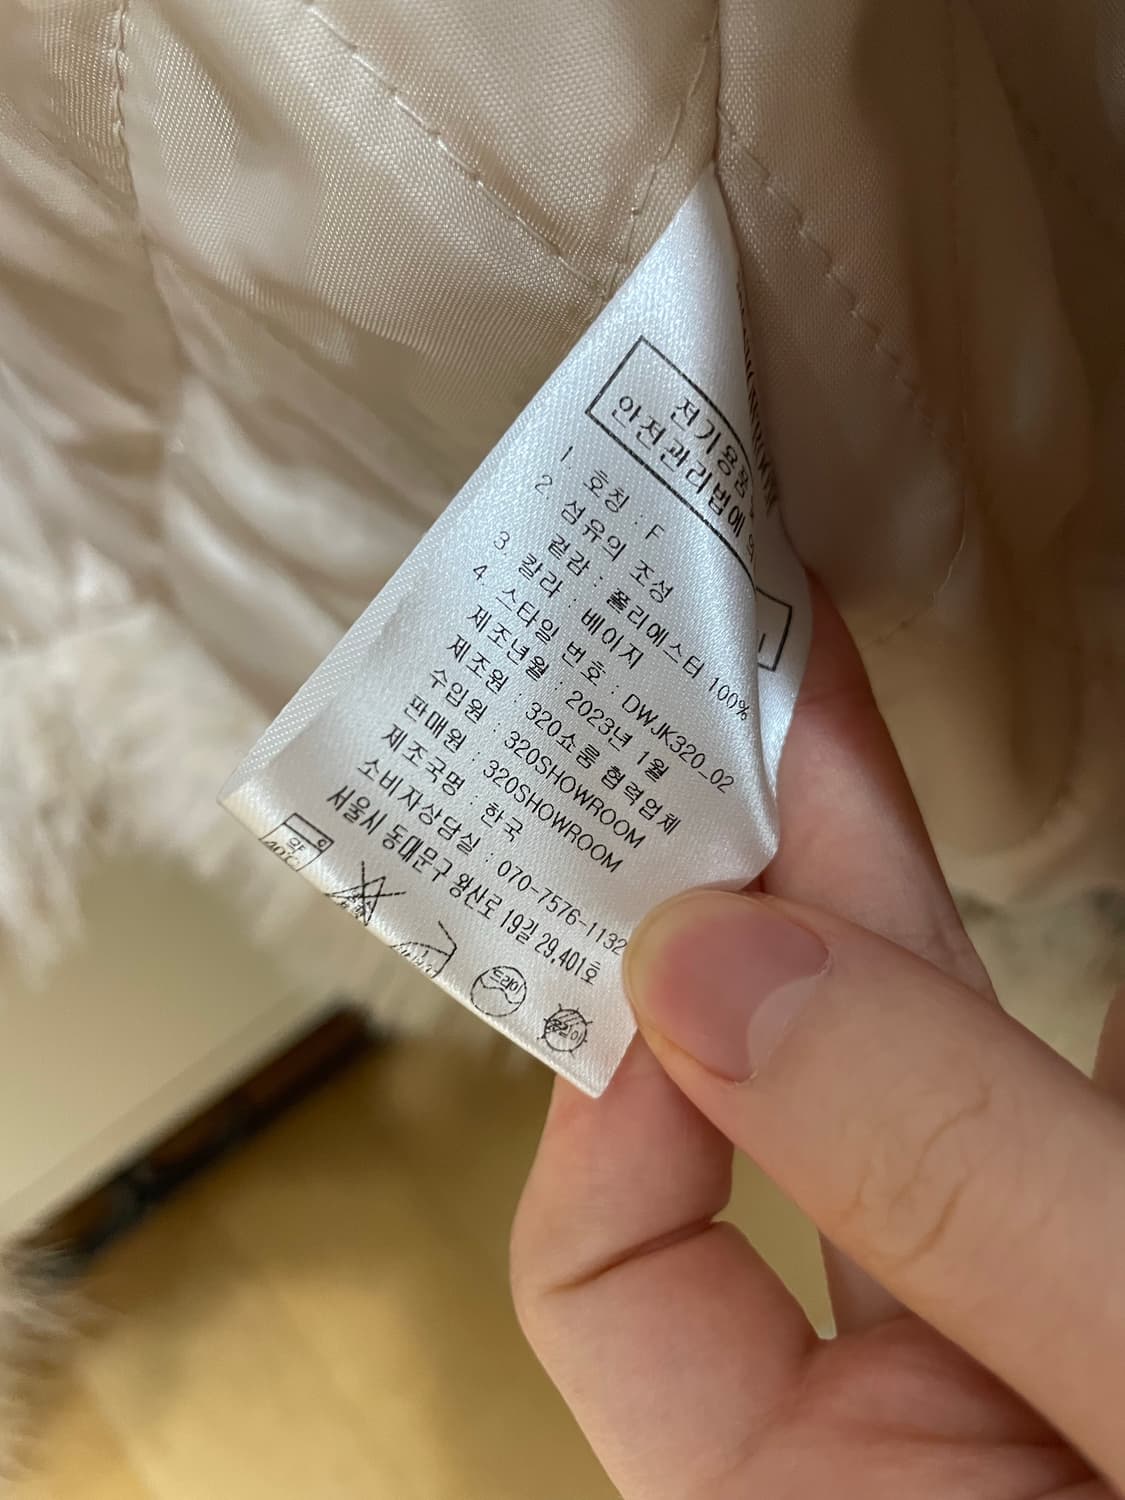 전기용품
안전관리법에
1. 호칭 : F
2. 섬유의 조성
겉감 : 폴리에스터 100%
3. 칼라 : 베이지
4. 스타일 번호 : DWJK320_02
제조년월 : 2023년 1월
제조원 : 320쇼룸 협력업체
수입원 : 320SHOWROOM
판매원 : 320SHOWROOM
제조국명 : 한국
소비자상담실 : 070-7576-1132
서울시 동대문구 왕산로 19길 29,401호
약 40℃
드라이